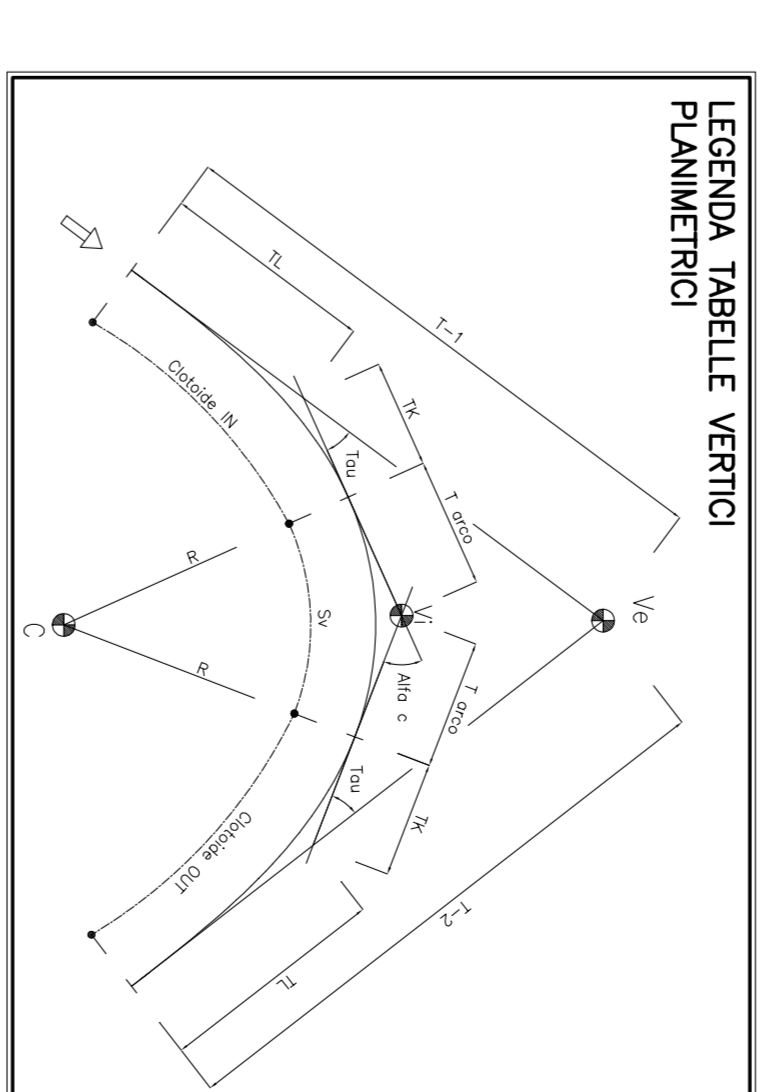 LEGENDA TABELLE VERTICI
PLANIMETRICI
Ve
T-1
TL
TK
T arco
Clotoide IN
Tau
Vi
Alfa c
T arco
TK
Tau
T-2
TL
Sv
R
R
C
Clotoide OUT